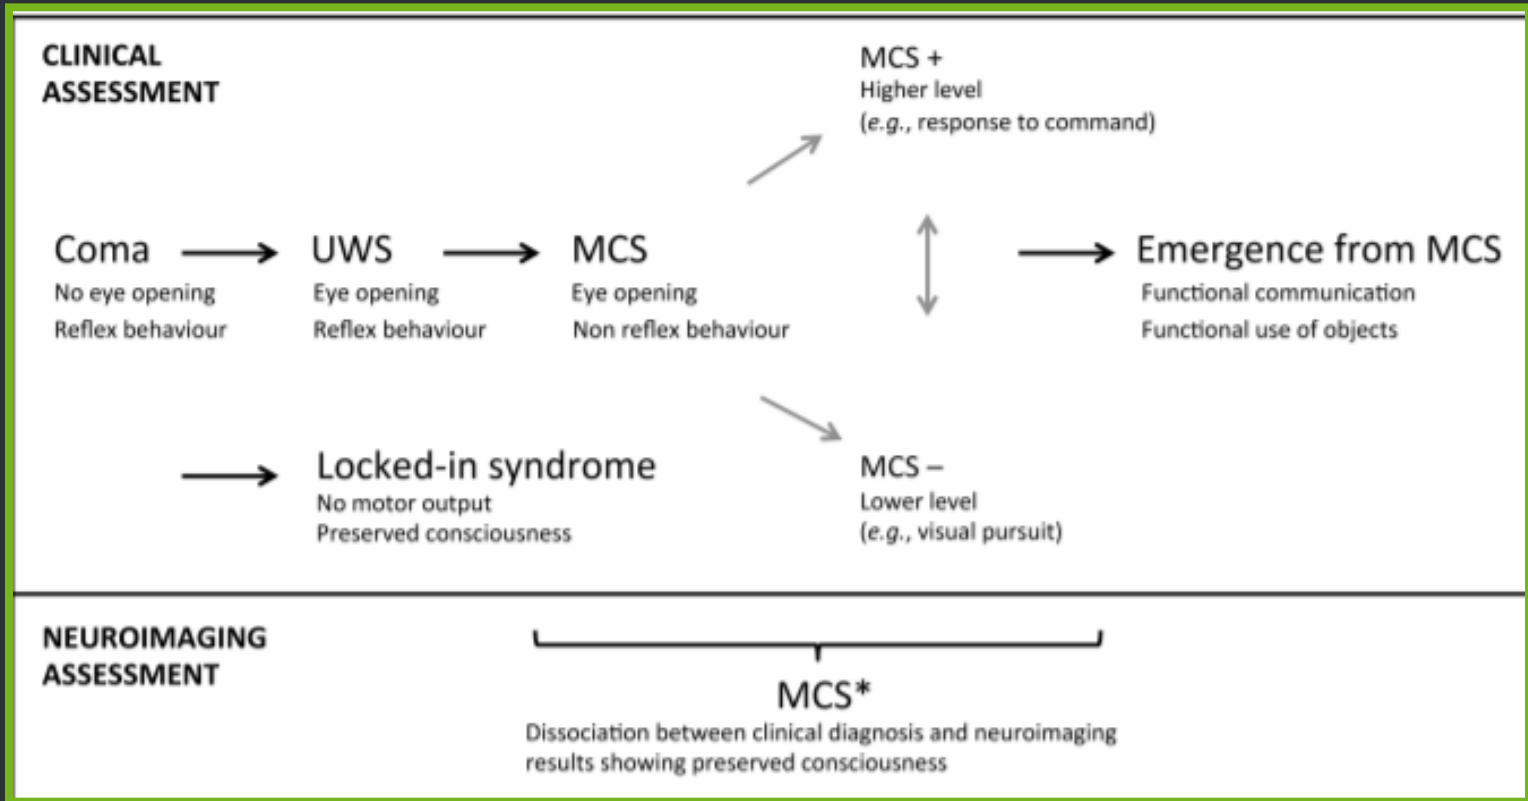 CLINICAL
ASSESSMENT
MCS +
Higher level
(e.g., response to command)
Coma
No eye opening
Reflex behaviour
UWS
Eye opening
Reflex behaviour
MCS
Eye opening
Non reflex behaviour
Emergence from MCS
Functional communication
Functional use of objects
Locked-in syndrome
No motor output
Preserved consciousness
MCS –
Lower level
(e.g., visual pursuit)
NEUROIMAGING
ASSESSMENT
MCS*
Dissociation between clinical diagnosis and neuroimaging
results showing preserved consciousness